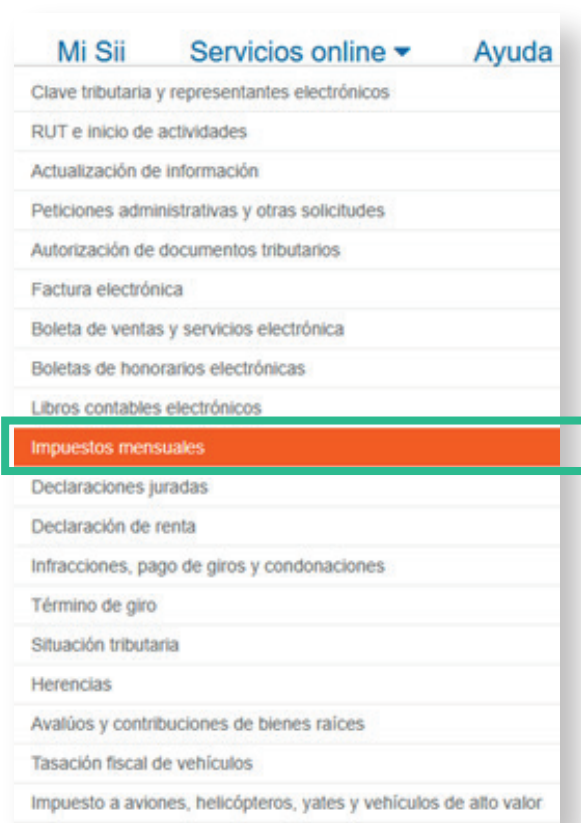 Mi Sii Servicios online Ayuda
Clave tributaria y representantes electrónicos
RUT e inicio de actividades
Actualización de información
Peticiones administrativas y otras solicitudes
Autorización de documentos tributarios
Factura electrónica
Boleta de ventas y servicios electrónica
Boletas de honorarios electrónicas
Libros contables electrónicos
Impuestos mensuales
Declaraciones juradas
Declaración de renta
Infracciones, pago de giros y condonaciones
Término de giro
Situación tributaria
Herencias
Avalúos y contribuciones de bienes raíces
Tasación fiscal de vehículos
Impuesto a aviones, helicópteros, yates y vehículos de alto valor